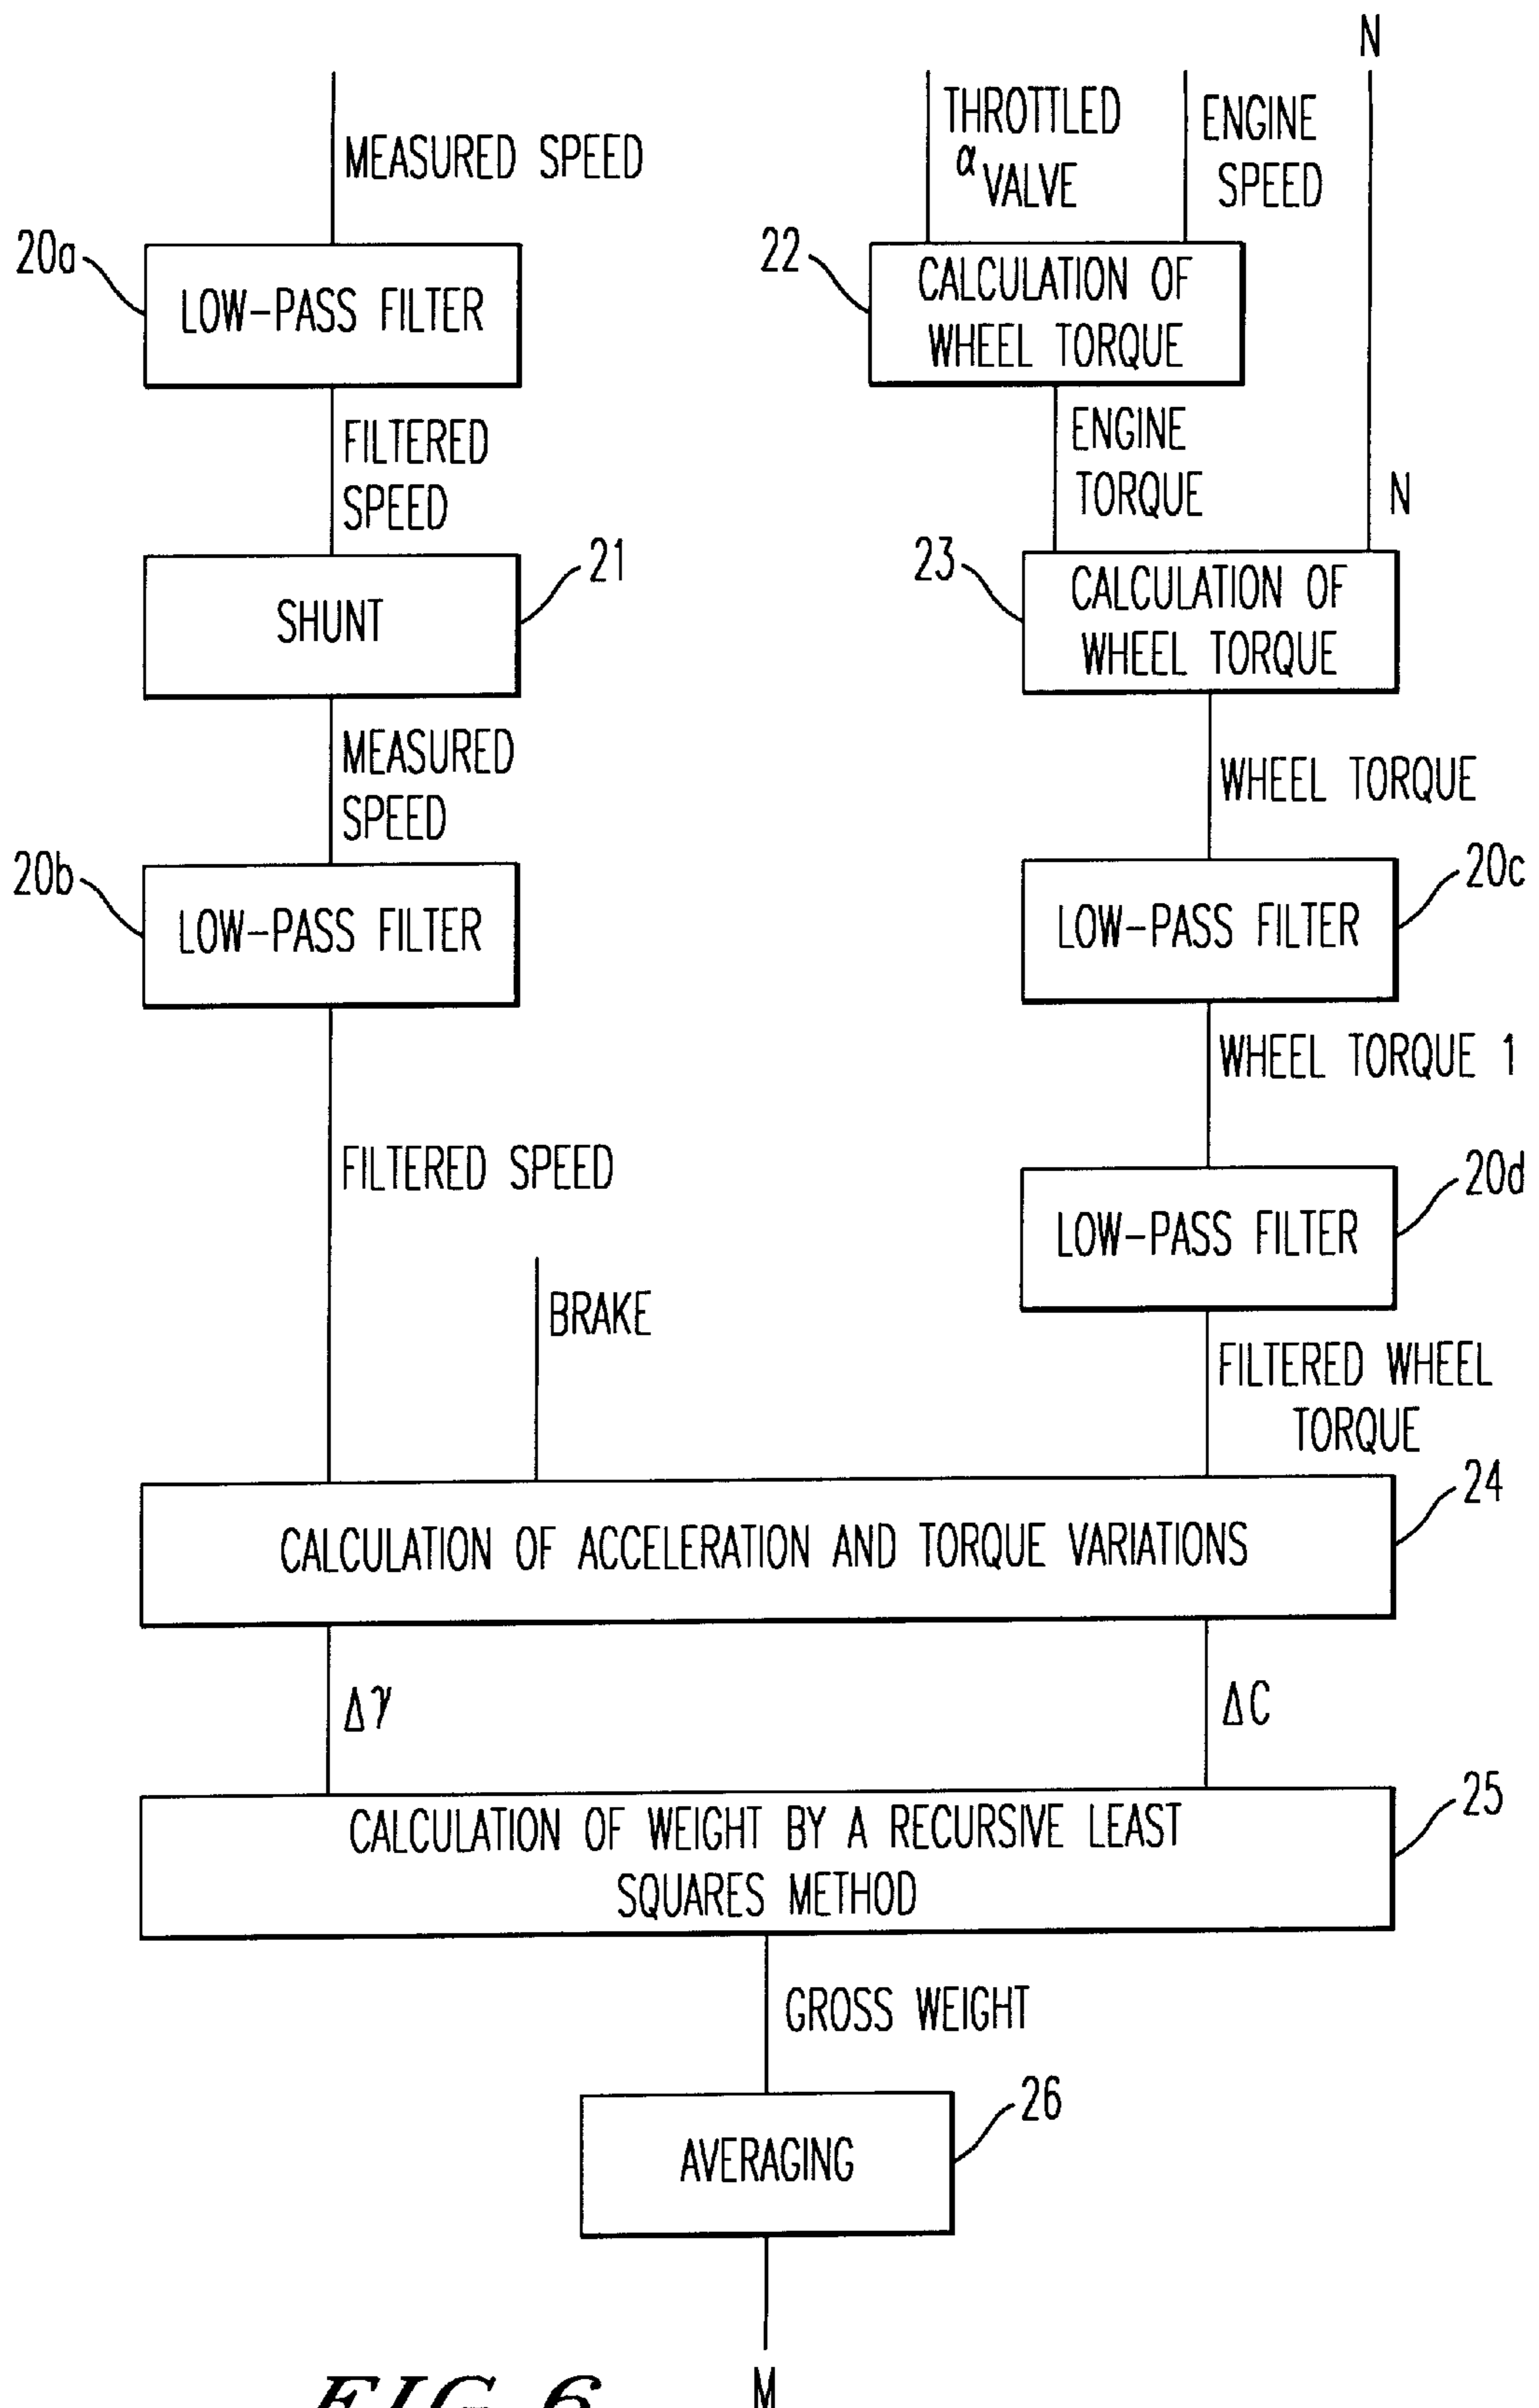 N
MEASURED SPEED
THROTTLED
α VALVE
ENGINE
SPEED
20a
LOW-PASS FILTER
22
CALCULATION OF
WHEEL TORQUE
FILTERED
SPEED
ENGINE
TORQUE
N
21
SHUNT
23
CALCULATION OF
WHEEL TORQUE
MEASURED
SPEED
WHEEL TORQUE
20b
LOW-PASS FILTER
20c
LOW-PASS FILTER
WHEEL TORQUE 1
FILTERED SPEED
20d
LOW-PASS FILTER
BRAKE
FILTERED WHEEL
TORQUE
24
CALCULATION OF ACCELERATION AND TORQUE VARIATIONS
Δγ
ΔC
25
CALCULATION OF WEIGHT BY A RECURSIVE LEAST
SQUARES METHOD
GROSS WEIGHT
26
AVERAGING
M
FIG. 6